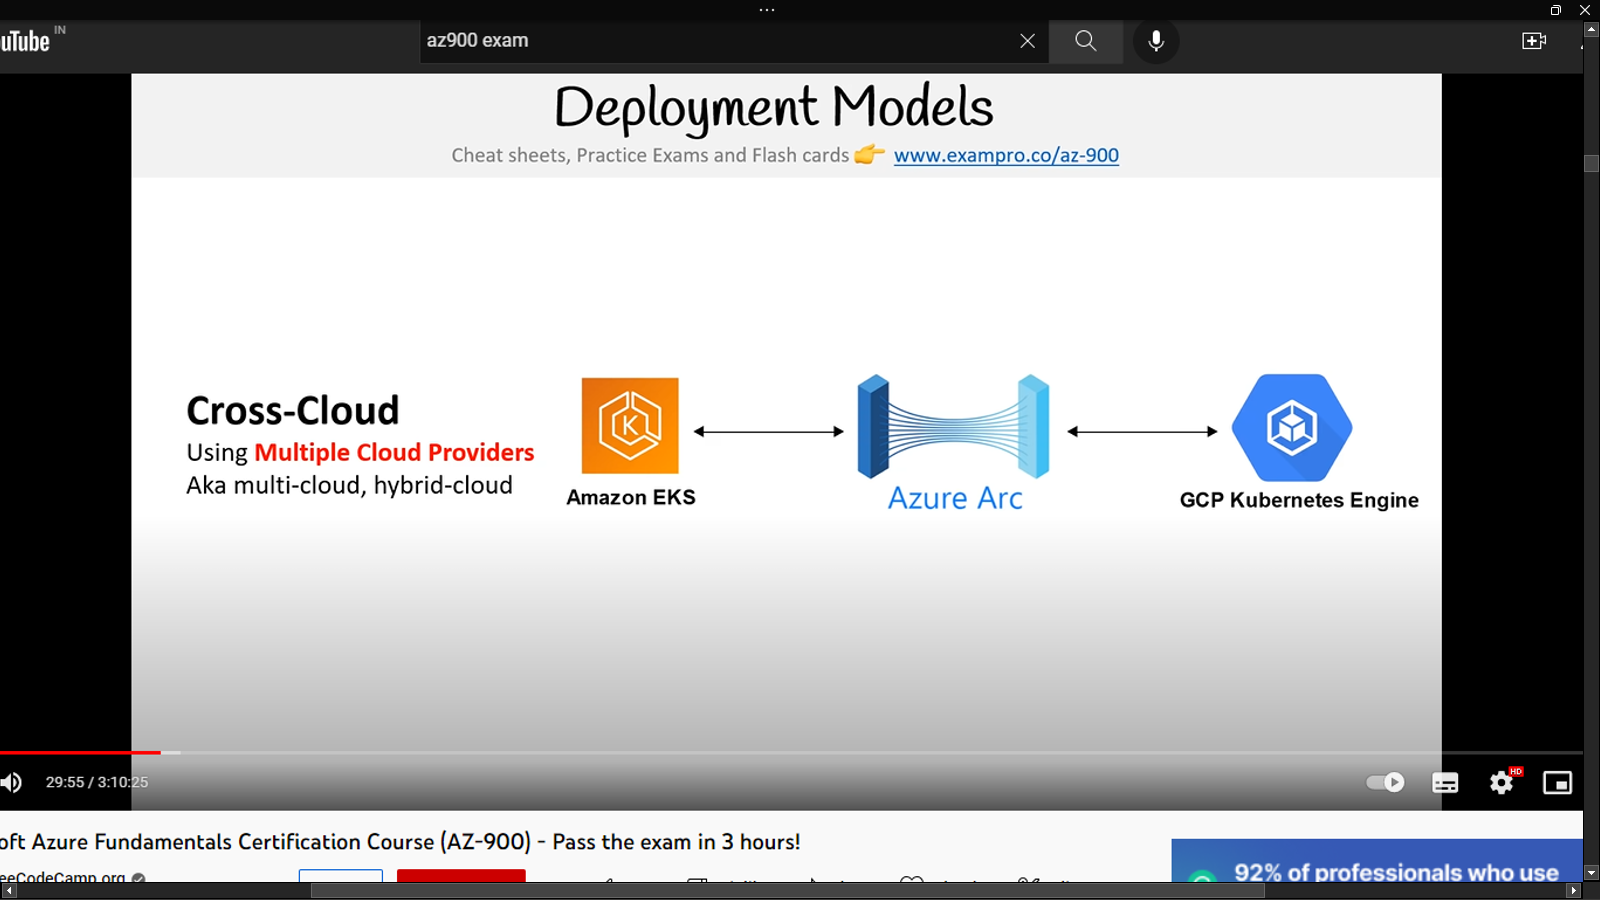 uTube IN
az900 exam
Deployment Models
Cheat sheets, Practice Exams and Flash cards 👉 www.exampro.co/az-900
Cross-Cloud
Using Multiple Cloud Providers
Aka multi-cloud, hybrid-cloud
Amazon EKS
Azure Arc
GCP Kubernetes Engine
29:55 / 3:10:25
HD
oft Azure Fundamentals Certification Course (AZ-900) - Pass the exam in 3 hours!
eeCodeCamp.org
92% of professionals who use